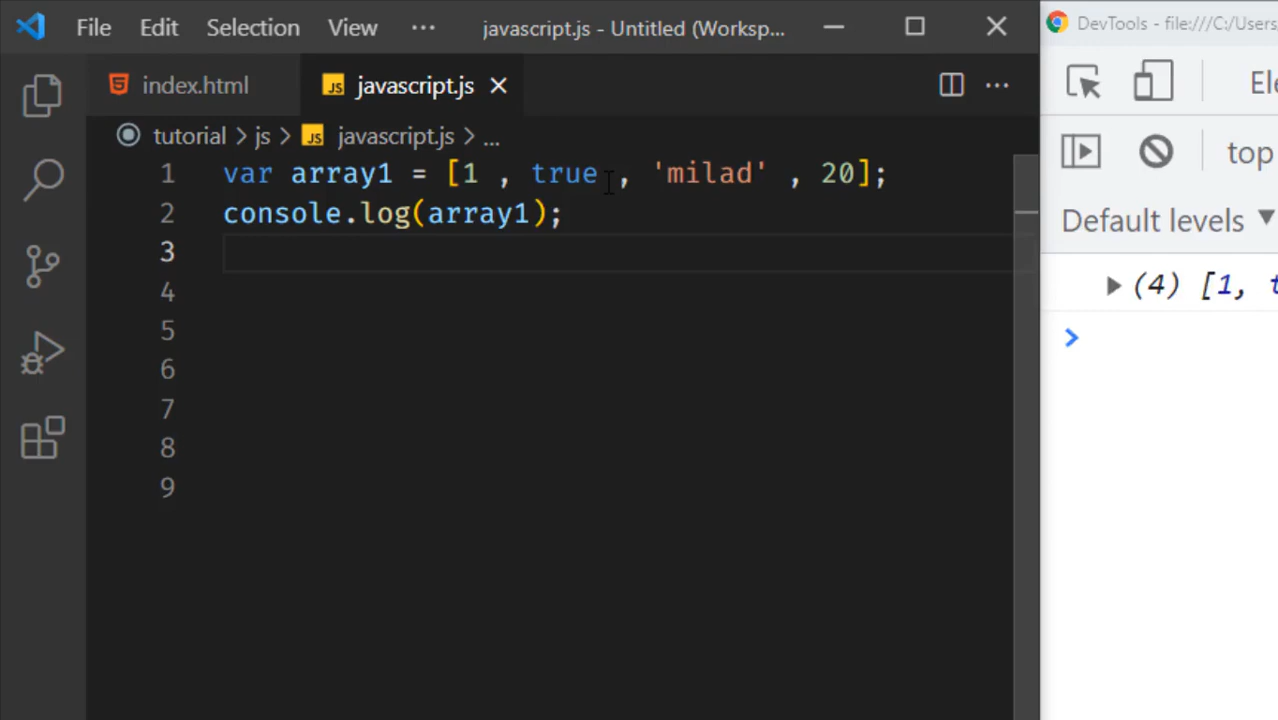 File Edit Selection View ··· javascript.js - Untitled (Worksp...
DevTools - file:///C:/Users
index.html JS javascript.js
tutorial > js > JS javascript.js > ...
1 var array1 = [1 , true , 'milad' , 20];
2 console.log(array1);
3
4
5
6
7
8
9
top
Default levels ▼
(4) [1,
>